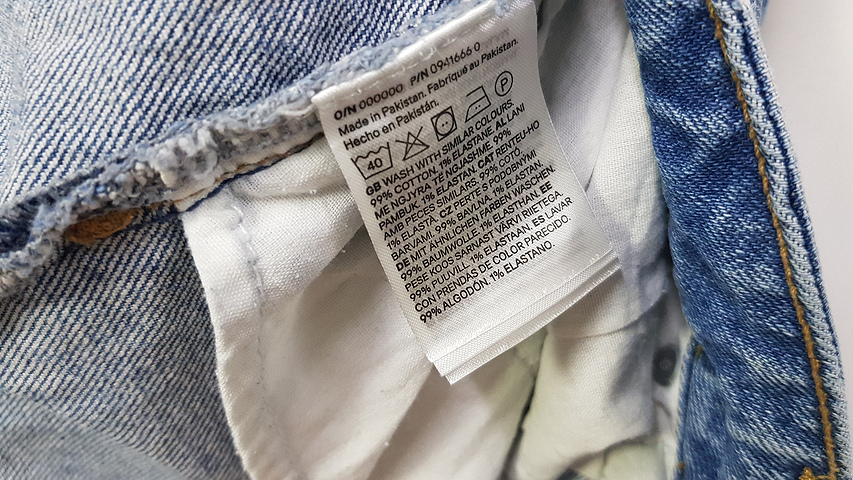 O/N 000000 P/N 0941666 0
Made in Pakistan. Fabriqué au Pakistan.
Hecho en Pakistán.
40 P
GB WASH WITH SIMILAR COLOURS.
99% COTTON, 1% ELASTANE. AL LANI
ME NGJYRA TË NGJASHME. 99%
PAMBUK, 1% ELASTAN. CAT RENTEU-HO
AMB PECES SIMILARS. 99% COTÓ,
1% ELASTÀ. CZ PERTE S PODOBNÝMI
BARVAMI. 99% BAVLNA, 1% ELASTAN.
DE MIT ÄHNLICHEN FARBEN WASCHEN.
99% BAUMWOLLE, 1% ELASTHAN. EE
PESE KOOS SARNAST VÄRVI RIIETEGA.
99% PUUVILL, 1% ELASTAAN. ES LAVAR
CON PRENDAS DE COLOR PARECIDO.
99% ALGODÓN, 1% ELASTANO.